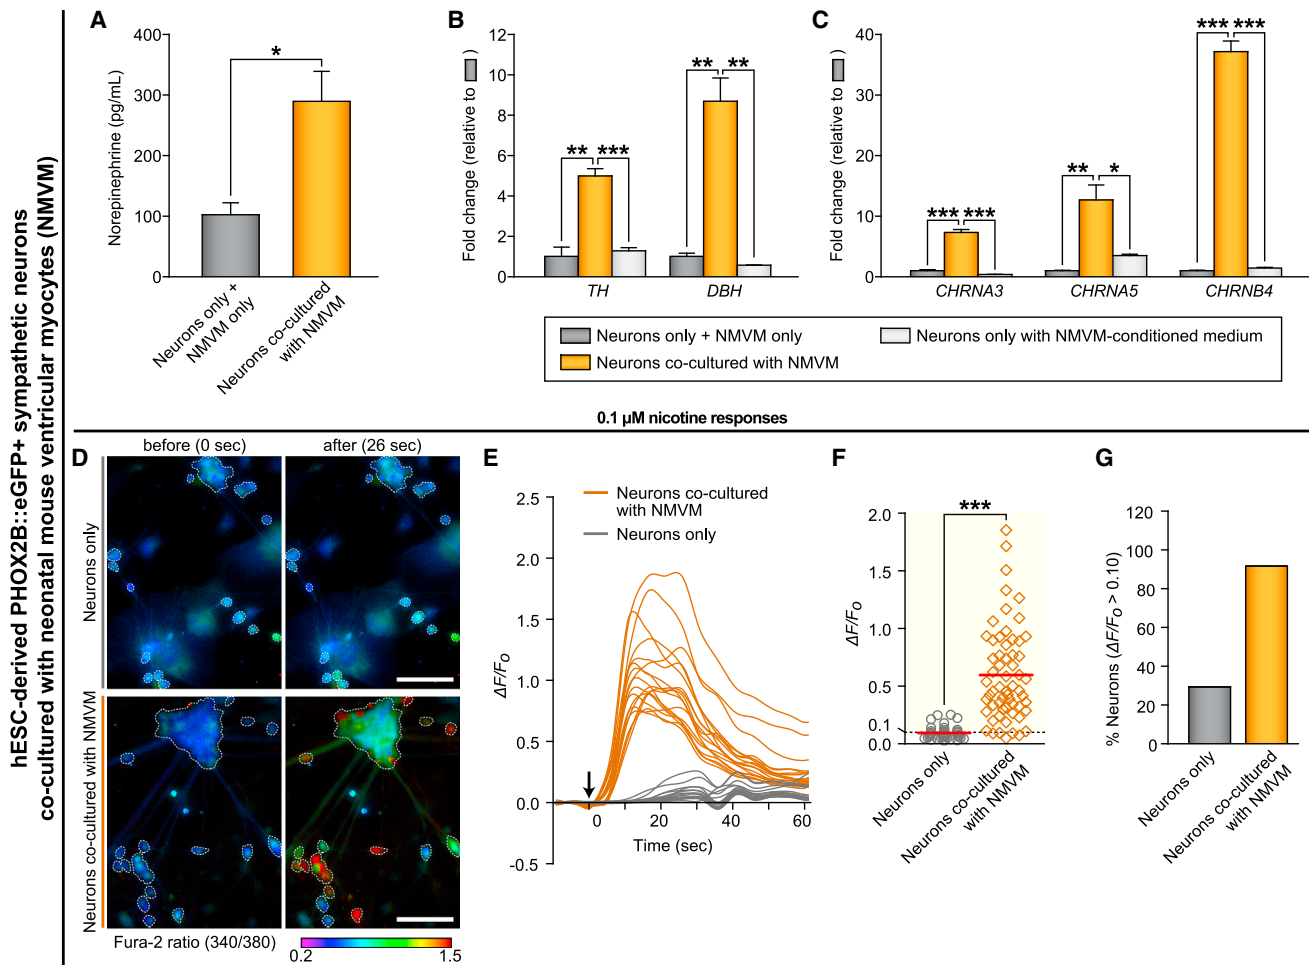 hESC-derived PHOX2B::eGFP+ sympathetic neurons
co-cultured with neonatal mouse ventricular myocytes (NMVM)
A
Norepinephrine (pg/mL)
400
300
200
100
0
*
Neurons only +
NMVM only
Neurons co-cultured
with NMVM
B
Fold change (relative to )
12
10
8
6
4
2
0
** ***
** **
TH
DBH
C
Fold change (relative to )
40
30
20
10
0
*** ***
** *
*** ***
CHRNA3
CHRNA5
CHRNB4
Neurons only + NMVM only
Neurons co-cultured with NMVM
Neurons only with NMVM-conditioned medium
0.1 µM nicotine responses
D
before (0 sec)
after (26 sec)
Neurons only
Neurons co-cultured with NMVM
Fura-2 ratio (340/380)
0.2
1.5
E
ΔF/Fo
2.5
2.0
1.5
1.0
0.5
0.0
-0.5
Neurons co-cultured
with NMVM
Neurons only
0
20
40
60
Time (sec)
F
ΔF/Fo
2.0
1.5
1.0
0.5
0.1
0.0
***
Neurons only
Neurons co-cultured
with NMVM
G
% Neurons (ΔF/Fo > 0.10)
120
100
80
60
40
20
0
Neurons only
Neurons co-cultured
with NMVM